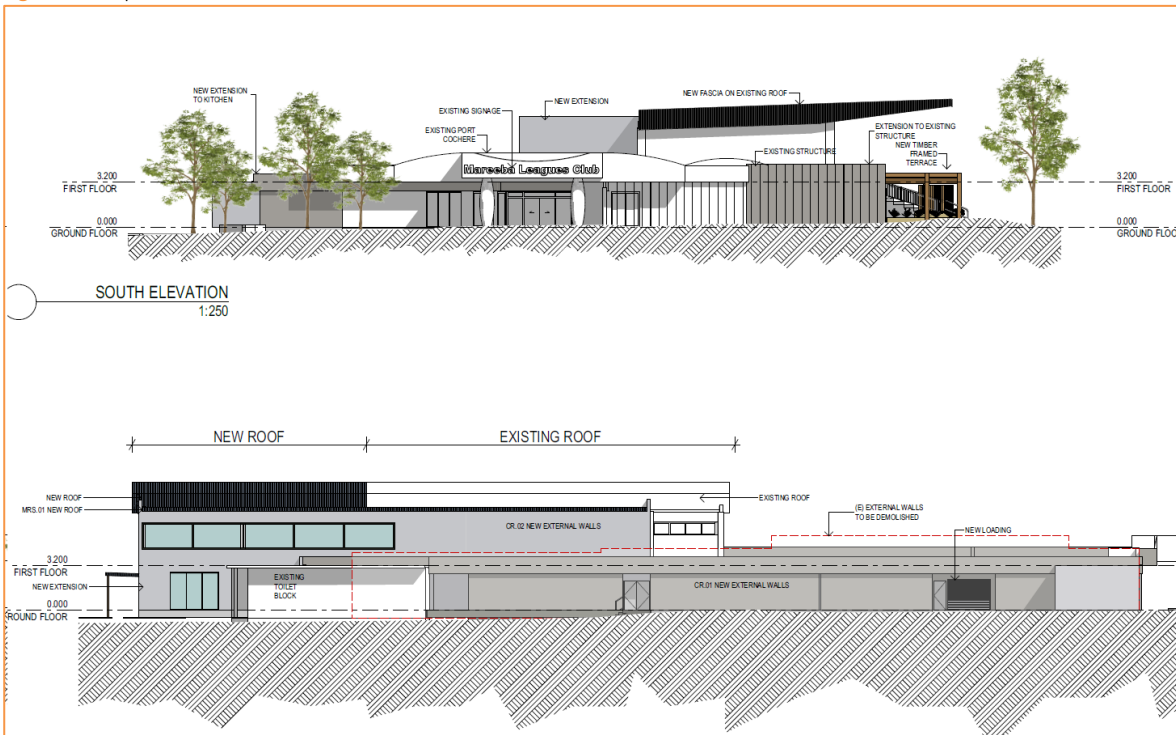 NEW EXTENSION
TO KITCHEN
EXISTING SIGNAGE
EXISTING PORT
COCHERE
NEW EXTENSION
NEW FASCIA ON EXISTING ROOF
EXISTING STRUCTURE
EXTENSION TO EXISTING
STRUCTURE
NEW TIMBER
FRAMED
TERRACE
Mareeba Leagues Club
3.200
FIRST FLOOR
0.000
GROUND FLOOR
3.200
FIRST FLOOR
0.000
GROUND FLOO
SOUTH ELEVATION
1:250
NEW ROOF
EXISTING ROOF
NEW ROOF
MRS.01 NEW ROOF
CR.02 NEW EXTERNAL WALLS
EXISTING ROOF
(E) EXTERNAL WALLS
TO BE DEMOLISHED
NEW LOADING
3.200
FIRST FLOOR
NEW EXTENSION
0.000
ROUND FLOOR
EXISTING
TOILET
BLOCK
CR.01 NEW EXTERNAL WALLS